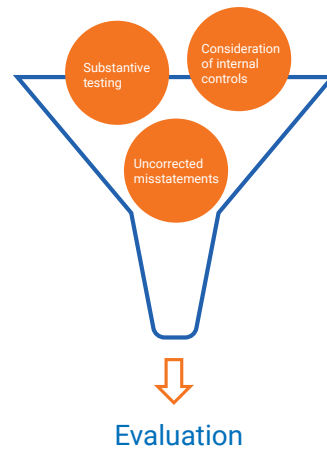 Substantive
testing
Consideration
of internal
controls
Uncorrected
misstatements
Evaluation